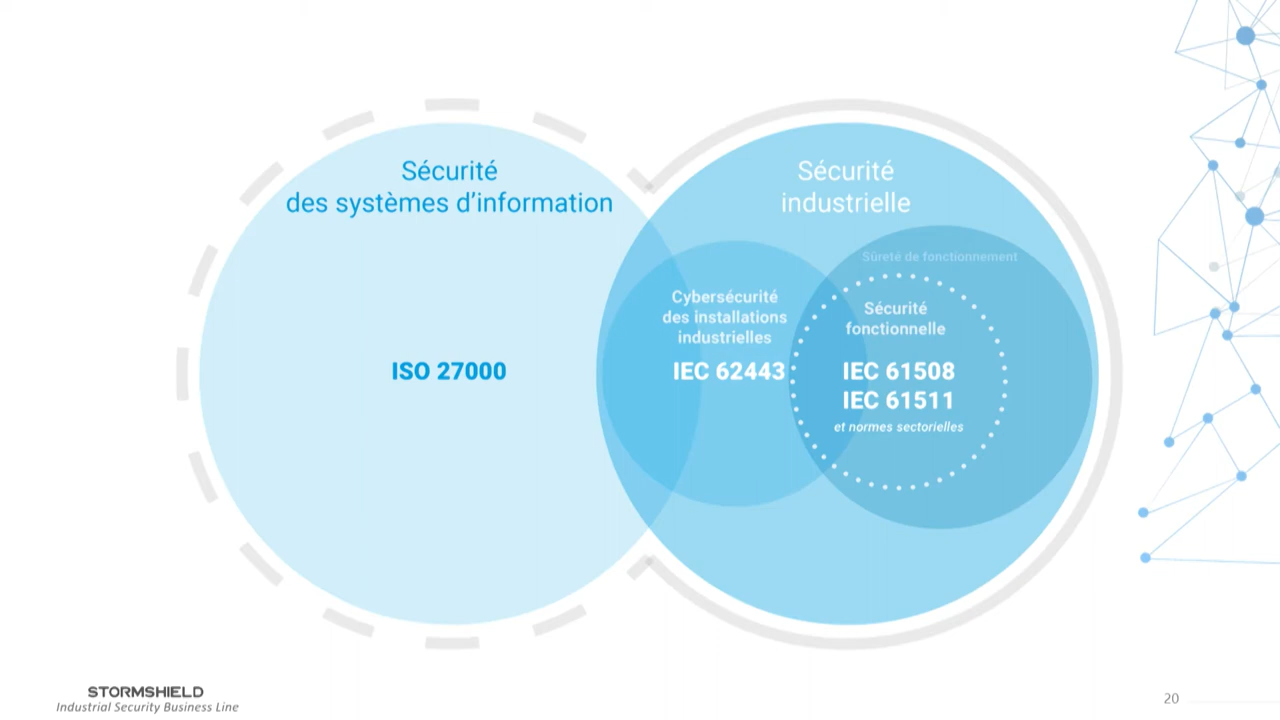 Sécurité
des systèmes d'information
ISO 27000
Sécurité
industrielle
Cybersécurité
des installations
industrielles
IEC 62443
Sûreté de fonctionnement
Sécurité
fonctionnelle
IEC 61508
IEC 61511
et normes sectorielles
STORMSHIELD
Industrial Security Business Line
20